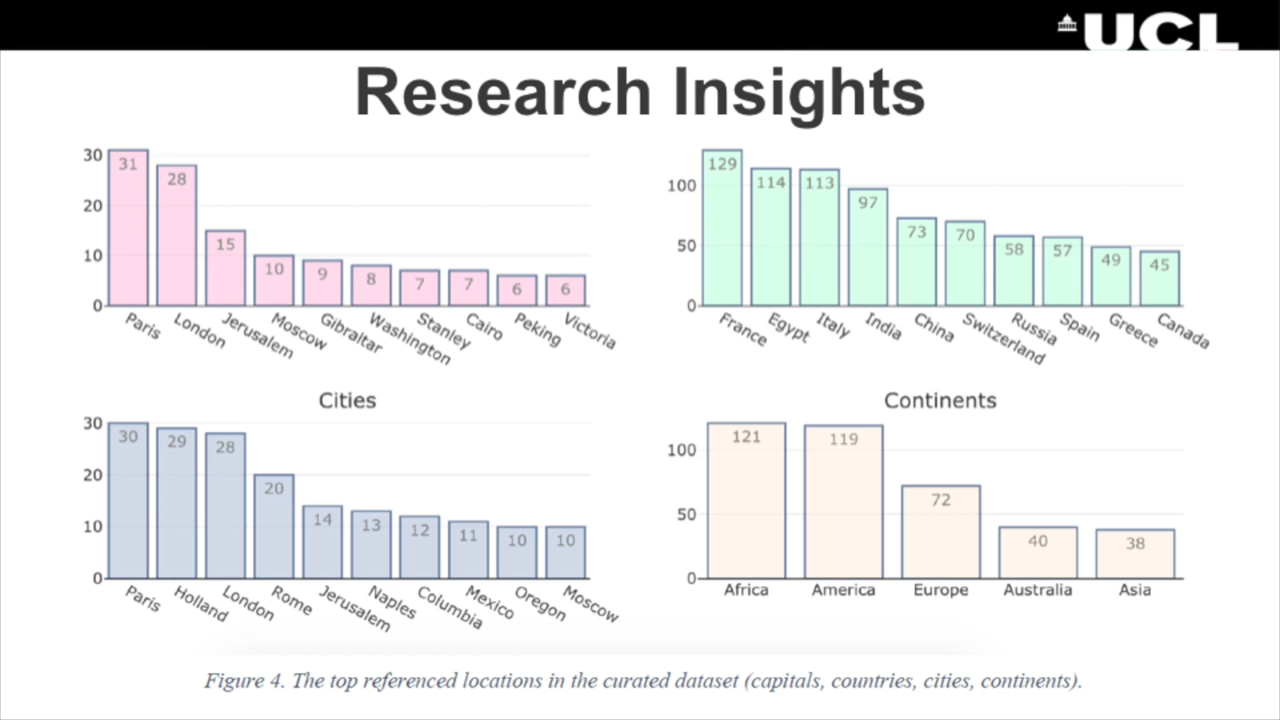 UCL
Research Insights
30
20
10
0
31
28
15
10
9
8
7
7
6
6
Paris
London
Jerusalem
Moscow
Gibraltar
Washington
Stanley
Cairo
Peking
Victoria
100
50
0
129
114
113
97
73
70
58
57
49
45
France
Egypt
Italy
India
China
Switzerland
Russia
Spain
Greece
Canada
Cities
30
20
10
0
30
29
28
20
14
13
12
11
10
10
Paris
Holland
London
Rome
Jerusalem
Naples
Columbia
Mexico
Oregon
Moscow
Continents
100
50
0
121
119
72
40
38
Africa
America
Europe
Australia
Asia
Figure 4. The top referenced locations in the curated dataset (capitals, countries, cities, continents).